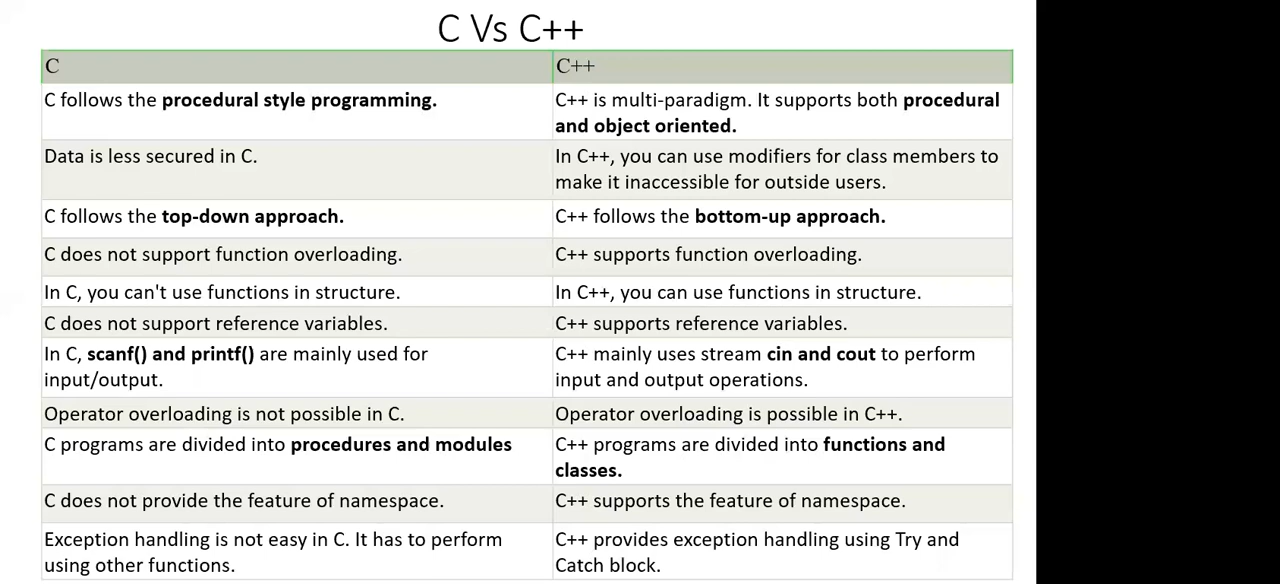 C Vs C++
C
C++
C follows the procedural style programming.
C++ is multi-paradigm. It supports both procedural
and object oriented.
Data is less secured in C.
In C++, you can use modifiers for class members to
make it inaccessible for outside users.
C follows the top-down approach.
C++ follows the bottom-up approach.
C does not support function overloading.
C++ supports function overloading.
In C, you can't use functions in structure.
In C++, you can use functions in structure.
C does not support reference variables.
C++ supports reference variables.
In C, scanf() and printf() are mainly used for
input/output.
C++ mainly uses stream cin and cout to perform
input and output operations.
Operator overloading is not possible in C.
Operator overloading is possible in C++.
C programs are divided into procedures and modules
C++ programs are divided into functions and
classes.
C does not provide the feature of namespace.
C++ supports the feature of namespace.
Exception handling is not easy in C. It has to perform
using other functions.
C++ provides exception handling using Try and
Catch block.